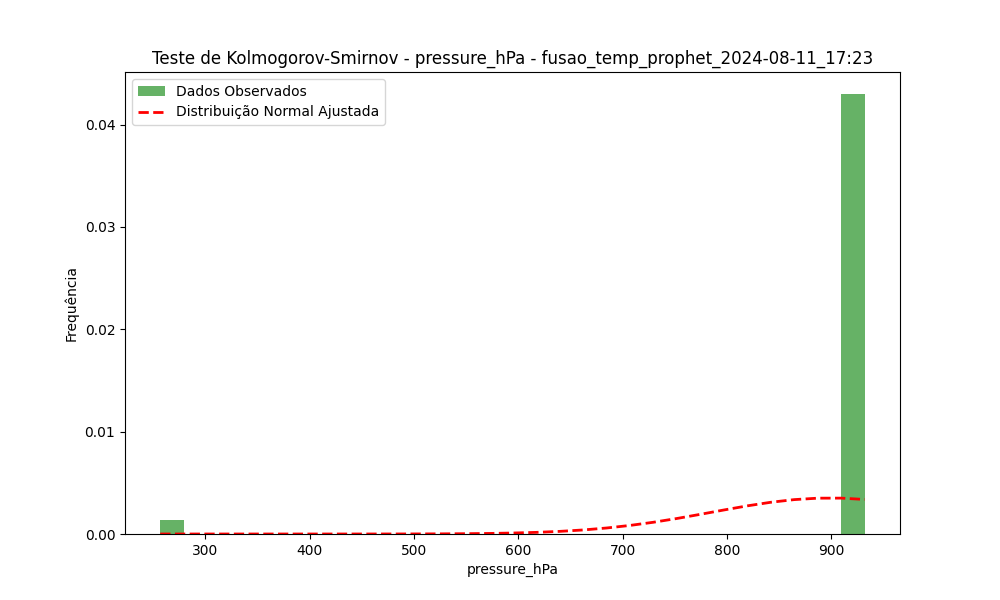 Teste de Kolmogorov-Smirnov - pressure_hPa - fusao_temp_prophet_2024-08-11_17:23
Dados Observados
Distribuição Normal Ajustada
Frequência
0.04
0.03
0.02
0.01
0.00
300 400 500 600 700 800 900
pressure_hPa